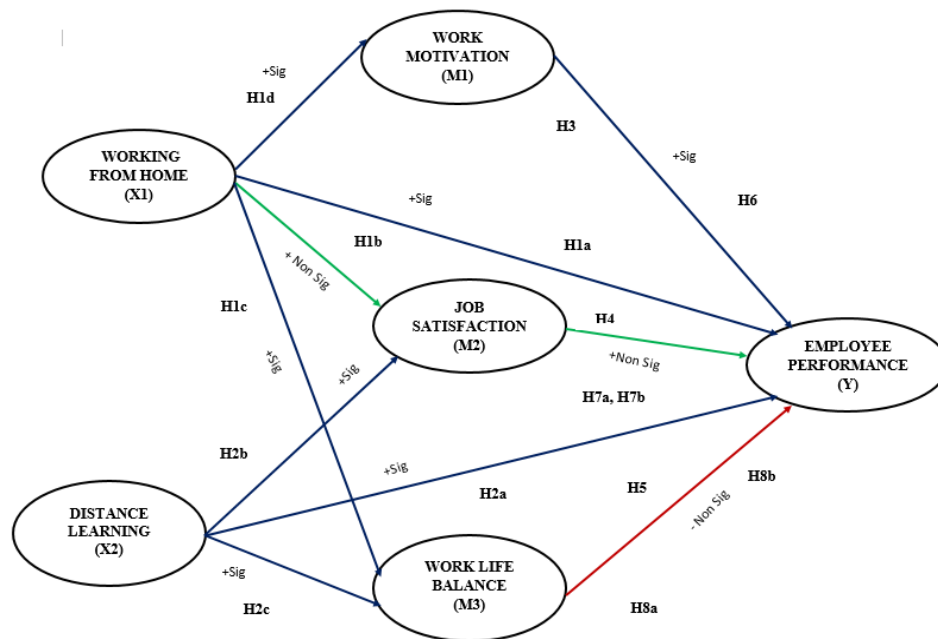 WORK
MOTIVATION
(M1)
+Sig
H1d
H3
WORKING
FROM HOME
(X1)
+Sig
+Sig
H6
H1b
H1a
+ Non Sig
H1c
JOB
SATISFACTION
(M2)
H4
+Non Sig
EMPLOYEE
PERFORMANCE
(Y)
+Sig
+Sig
H7a, H7b
H2b
+Sig
H2a
H5
H8b
- Non Sig
DISTANCE
LEARNING
(X2)
+Sig
H2c
WORK LIFE
BALANCE
(M3)
H8a